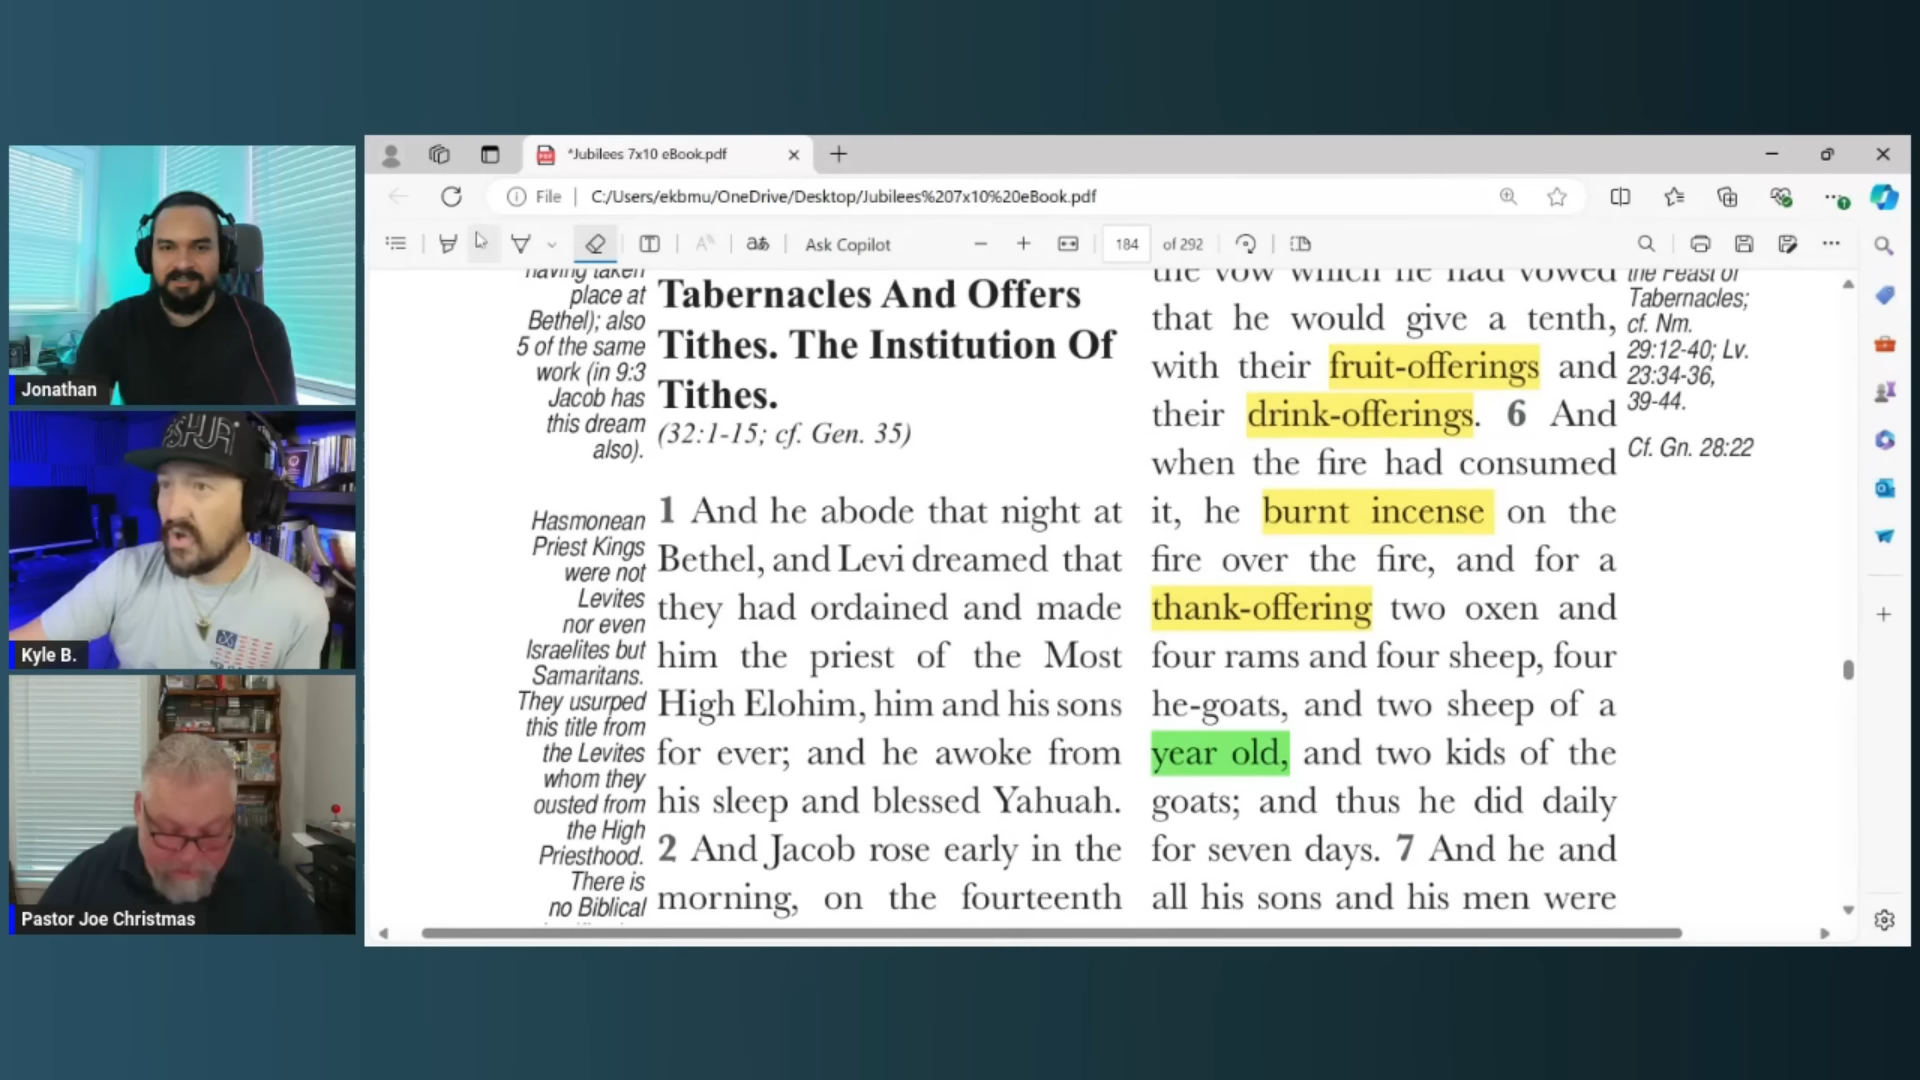 Jonathan
Kyle B.
Pastor Joe Christmas
*Jubilees 7x10 eBook.pdf
File
C:/Users/ekbmu/OneDrive/Desktop/Jubilees%207x10%20eBook.pdf
Ask Copilot
184 of 292
having taken
place at
Bethel); also
5 of the same
work (in 9:3
Jacob has
this dream
also).
Hasmonean
Priest Kings
were not
Levites
nor even
Israelites but
Samaritans.
They usurped
this title from
the Levites
whom they
ousted from
the High
Priesthood.
There is
no Biblical
Tabernacles And Offers
Tithes. The Institution Of
Tithes.
(32:1-15; cf. Gen. 35)
1 And he abode that night at
Bethel, and Levi dreamed that
they had ordained and made
him the priest of the Most
High Elohim, him and his sons
for ever; and he awoke from
his sleep and blessed Yahuah.
2 And Jacob rose early in the
morning, on the fourteenth
the vow which he had vowed
that he would give a tenth,
with their fruit-offerings and
their drink-offerings. 6 And
when the fire had consumed
it, he burnt incense on the
fire over the fire, and for a
thank-offering two oxen and
four rams and four sheep, four
he-goats, and two sheep of a
year old, and two kids of the
goats; and thus he did daily
for seven days. 7 And he and
all his sons and his men were
the Feast of
Tabernacles;
cf. Nm.
29:12-40; Lv.
23:34-36,
39-44.
Cf. Gn. 28:22